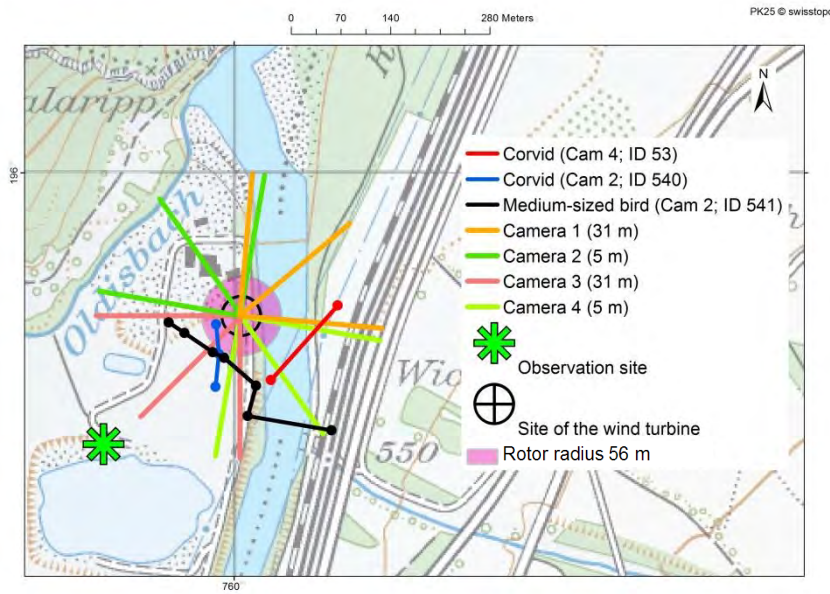 0 70 140 280 Meters
PK25 © swisstopo
alaripp
R
N
196
Corvid (Cam 4; ID 53)
Corvid (Cam 2; ID 540)
Medium-sized bird (Cam 2; ID 541)
Camera 1 (31 m)
Camera 2 (5 m)
Camera 3 (31 m)
Camera 4 (5 m)
Oldisbach
Observation site
Wic
Site of the wind turbine
550
Rotor radius 56 m
760